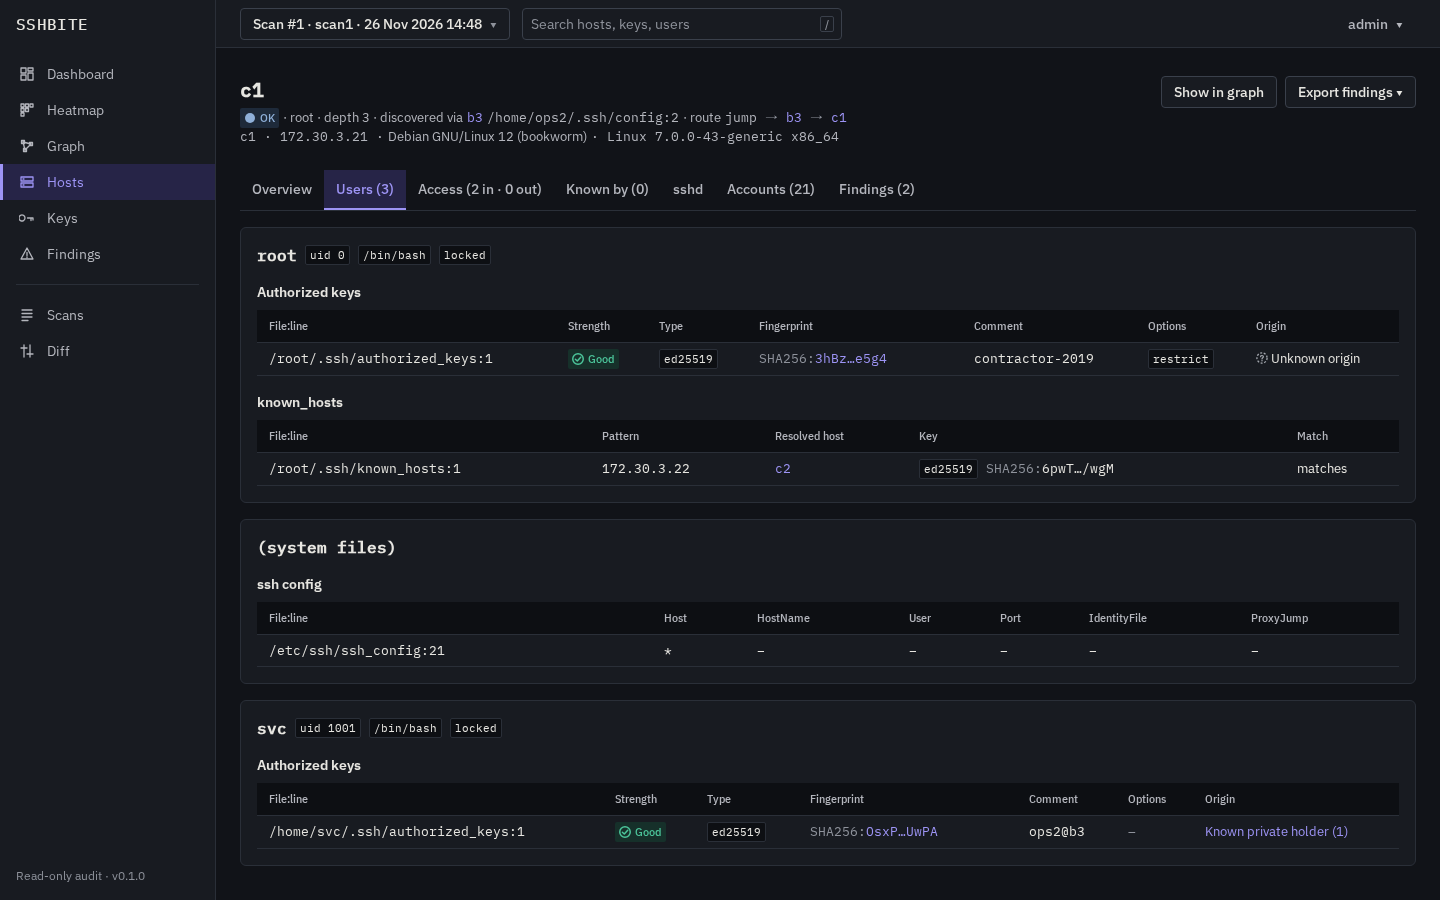 SSHBITE
Scan #1 · scan1 · 26 Nov 2026 14:48 ▾
Search hosts, keys, users /
admin ▾
Dashboard
Heatmap
Graph
Hosts
Keys
Findings
Scans
Diff
Read-only audit · v0.1.0
c1
Show in graph
Export findings ▾
OK · root · depth 3 · discovered via b3 /home/ops2/.ssh/config:2 · route jump → b3 → c1
c1 · 172.30.3.21 · Debian GNU/Linux 12 (bookworm) · Linux 7.0.0-43-generic x86_64
Overview Users (3) Access (2 in · 0 out) Known by (0) sshd Accounts (21) Findings (2)
root uid 0 /bin/bash locked
Authorized keys
File:line Strength Type Fingerprint Comment Options Origin
/root/.ssh/authorized_keys:1 Good ed25519 SHA256:3hBz…e5g4 contractor-2019 restrict Unknown origin
known_hosts
File:line Pattern Resolved host Key Match
/root/.ssh/known_hosts:1 172.30.3.22 c2 ed25519 SHA256:6pwT…/wgM matches
(system files)
ssh config
File:line Host HostName User Port IdentityFile ProxyJump
/etc/ssh/ssh_config:21 * – – – – –
svc uid 1001 /bin/bash locked
Authorized keys
File:line Strength Type Fingerprint Comment Options Origin
/home/svc/.ssh/authorized_keys:1 Good ed25519 SHA256:OsxP…UwPA ops2@b3 – Known private holder (1)